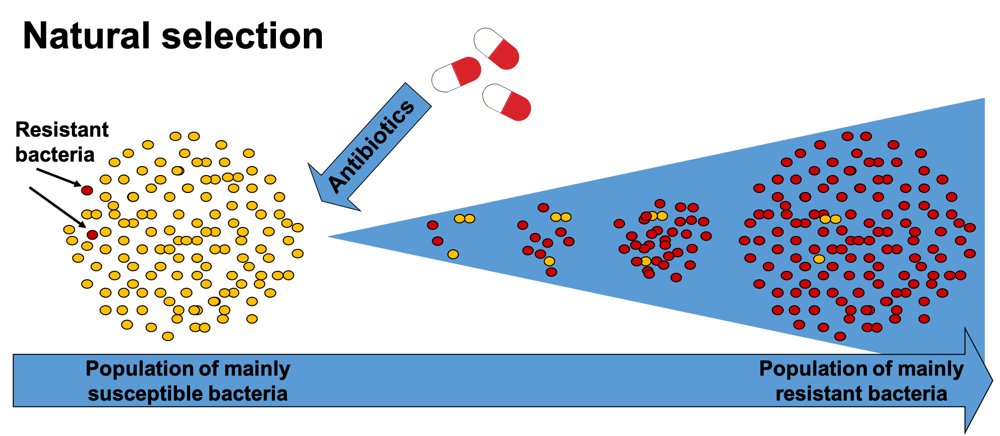 Natural selection
Antibiotics
Resistant
bacteria
Population of mainly
susceptible bacteria
Population of mainly
resistant bacteria